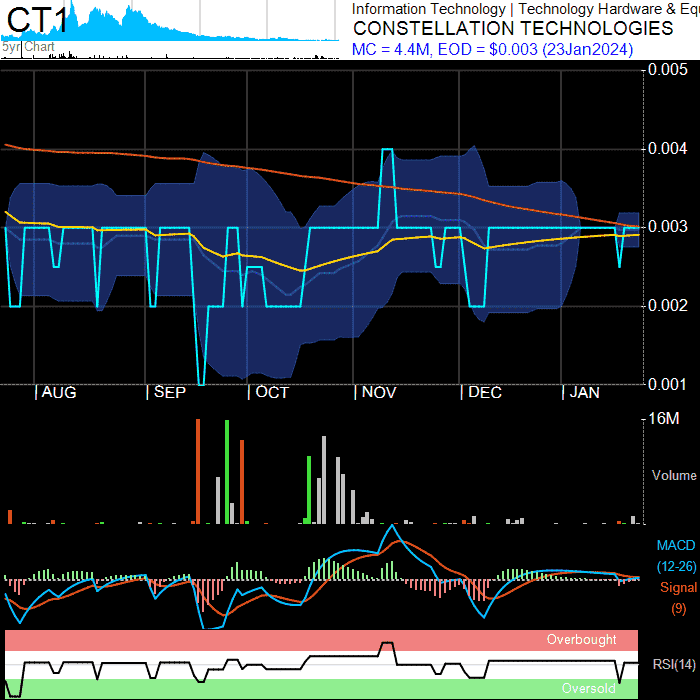 CT1
5yr Chart
Information Technology | Technology Hardware & Equ
CONSTELLATION TECHNOLOGIES
MC = 4.4M, EOD = $0.003 (23Jan2024)
0.005
0.004
0.003
0.002
0.001
AUG SEP OCT NOV DEC JAN
16M
Volume
MACD
(12-26)
Signal
(9)
Overbought
RSI(14)
Oversold